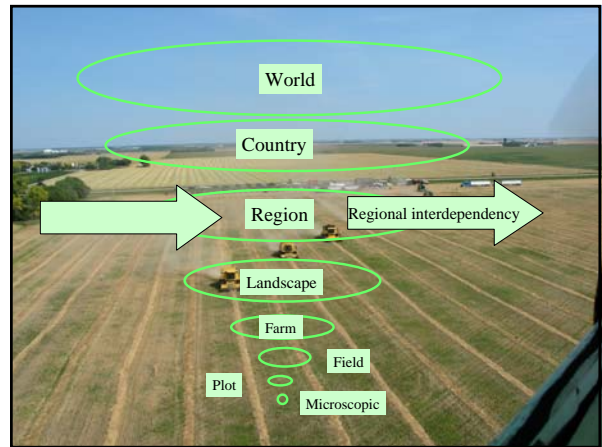 World
Country
Region
Regional interdependency
Landscape
Farm
Field
Plot
Microscopic